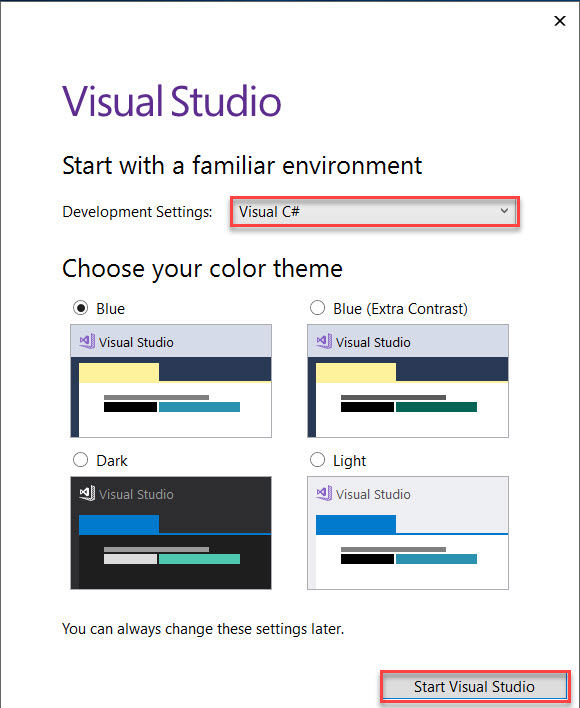 Visual Studio
Start with a familiar environment
Development Settings: Visual C#
Choose your color theme
Blue
Blue (Extra Contrast)
Visual Studio
Visual Studio
Dark
Light
Visual Studio
Visual Studio
You can always change these settings later.
Start Visual Studio